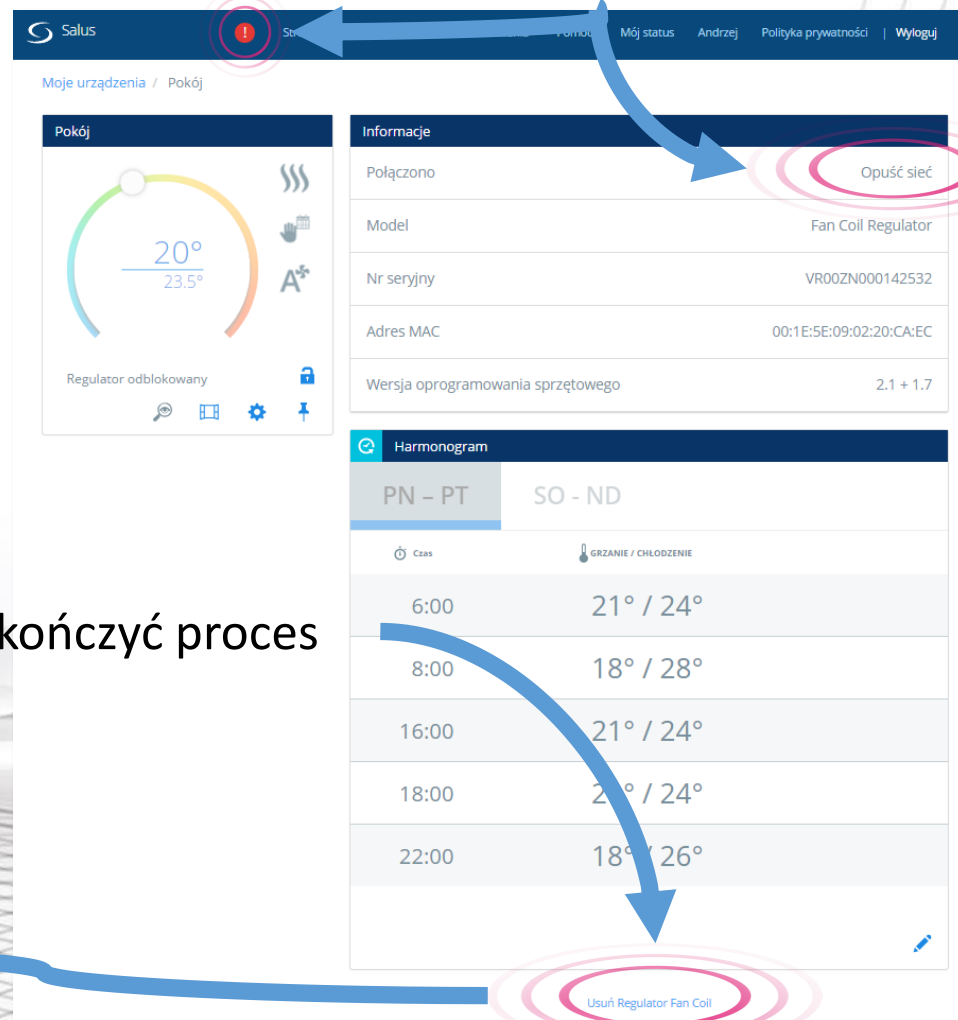 Salus
Mój status Andrzej Polityka prywatności | Wyloguj
Moje urządzenia / Pokój
Pokój
20°
23.5°
A
Regulator odblokowany
Informacje
Połączono Opuść sieć
Model Fan Coil Regulator
Nr seryjny VR00ZN000142532
Adres MAC 00:1E:5E:09:02:20:CA:EC
Wersja oprogramowania sprzętowego 2.1 + 1.7
Harmonogram
PN – PT SO - ND
Czas GRZANIE / CHŁODZENIE
6:00 21° / 24°
kończyć proces
8:00 18° / 28°
16:00 21° / 24°
18:00 / 24°
22:00 18° / 26°
Usuń Regulator Fan Coil